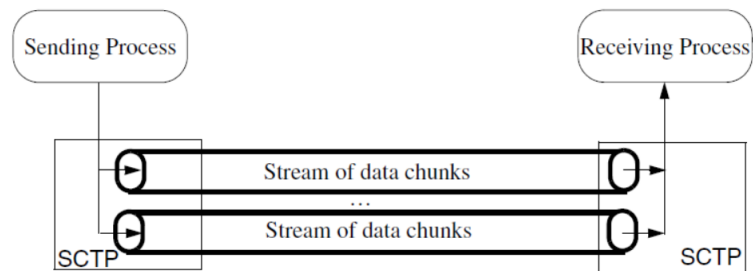 Sending Process
Receiving Process
Stream of data chunks
...
Stream of data chunks
SCTP
SCTP